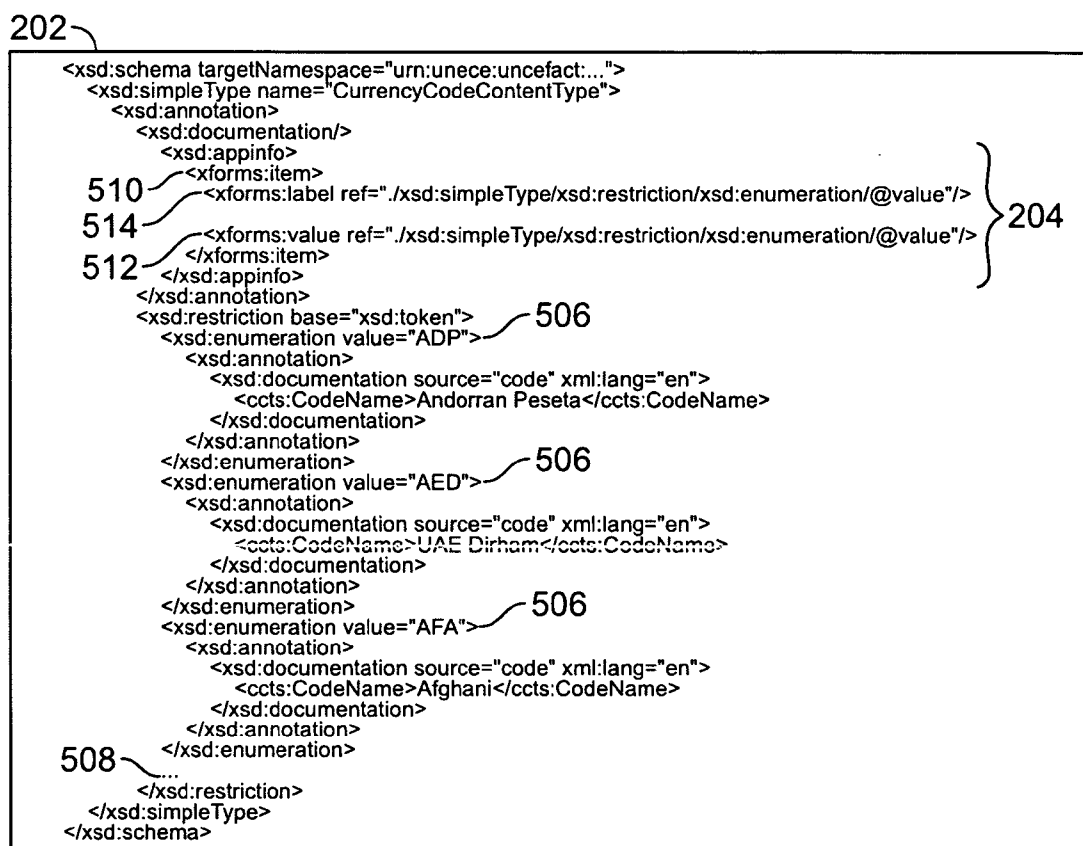 202
<xsd:schema targetNamespace="urn:unece:uncefact:...">
<xsd:simpleType name="CurrencyCodeContentType">
<xsd:annotation>
<xsd:documentation/>
<xsd:appinfo>
510 <xforms:item>
514 <xforms:label ref="./xsd:simpleType/xsd:restriction/xsd:enumeration/@value"/>
204
512 <xforms:value ref="./xsd:simpleType/xsd:restriction/xsd:enumeration/@value"/>
</xforms:item>
</xsd:appinfo>
</xsd:annotation>
<xsd:restriction base="xsd:token">
<xsd:enumeration value="ADP"> 506
<xsd:annotation>
<xsd:documentation source="code" xml:lang="en">
<ccts:CodeName>Andorran Peseta</ccts:CodeName>
</xsd:documentation>
</xsd:annotation>
</xsd:enumeration>
<xsd:enumeration value="AED"> 506
<xsd:annotation>
<xsd:documentation source="code" xml:lang="en">
<ccts:CodeName>UAE Dirham</ccts:CodeName>
</xsd:documentation>
</xsd:annotation>
</xsd:enumeration>
<xsd:enumeration value="AFA"> 506
<xsd:annotation>
<xsd:documentation source="code" xml:lang="en">
<ccts:CodeName>Afghani</ccts:CodeName>
</xsd:documentation>
</xsd:annotation>
</xsd:enumeration>
508 ...
</xsd:restriction>
</xsd:simpleType>
</xsd:schema>